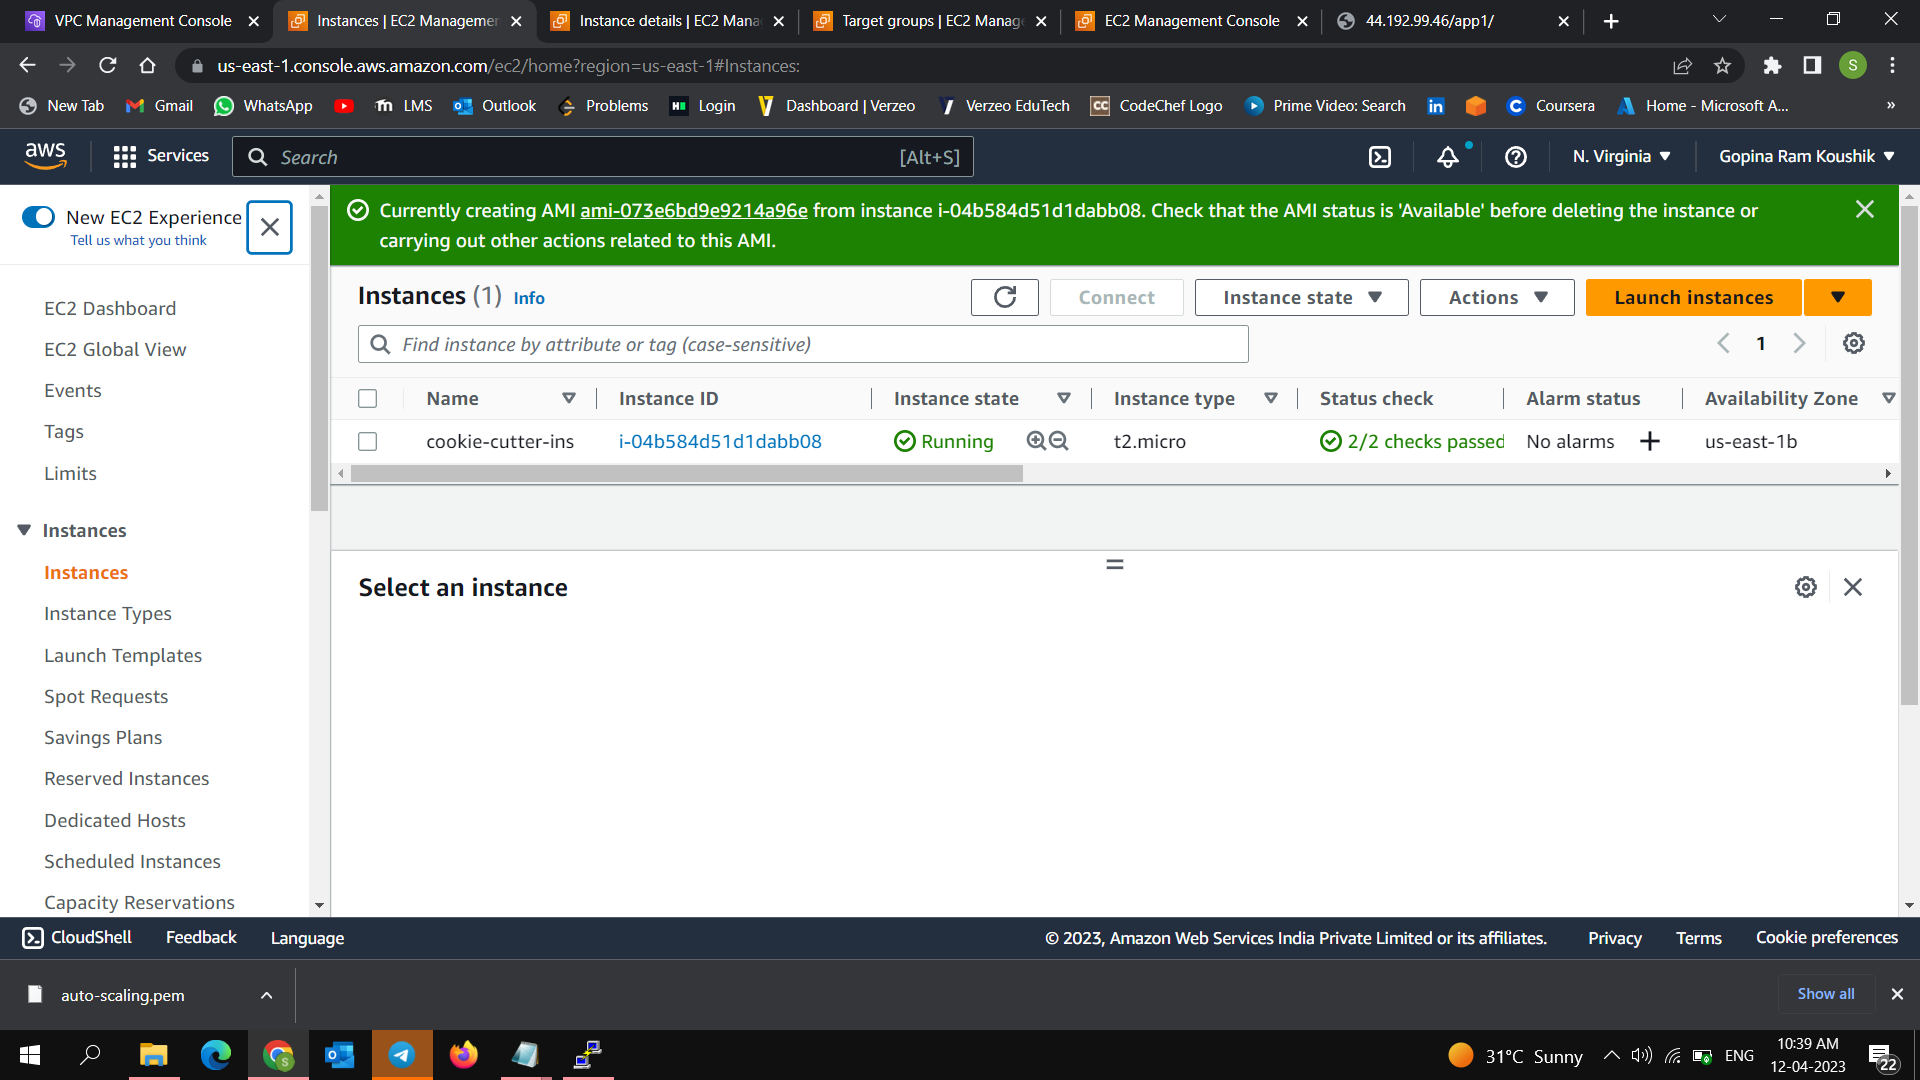 VPC Management Console
Instances | EC2 Managemen
Instance details | EC2 Mana
Target groups | EC2 Manag
EC2 Management Console
44.192.99.46/app1/
us-east-1.console.aws.amazon.com/ec2/home?region=us-east-1#Instances:
S
New Tab
Gmail
WhatsApp
LMS
Outlook
Problems
Login
Dashboard | Verzeo
Verzeo EduTech
CodeChef Logo
Prime Video: Search
Coursera
Home - Microsoft A...
»
aws
Services
Search
[Alt+S]
N. Virginia
Gopina Ram Koushik
New EC2 Experience
Tell us what you think
EC2 Dashboard
EC2 Global View
Events
Tags
Limits
Instances
Instances
Instance Types
Launch Templates
Spot Requests
Savings Plans
Reserved Instances
Dedicated Hosts
Scheduled Instances
Capacity Reservations
Currently creating AMI ami-073e6bd9e9214a96e from instance i-04b584d51d1dabb08. Check that the AMI status is 'Available' before deleting the instance or
carrying out other actions related to this AMI.
Instances (1) Info
Connect
Instance state
Actions
Launch instances
Find instance by attribute or tag (case-sensitive)
1
Name
Instance ID
Instance state
Instance type
Status check
Alarm status
Availability Zone
cookie-cutter-ins
i-04b584d51d1dabb08
Running
t2.micro
2/2 checks passed
No alarms
us-east-1b
Select an instance
CloudShell
Feedback
Language
© 2023, Amazon Web Services India Private Limited or its affiliates.
Privacy
Terms
Cookie preferences
auto-scaling.pem
Show all
31°C Sunny
ENG
10:39 AM
12-04-2023
22